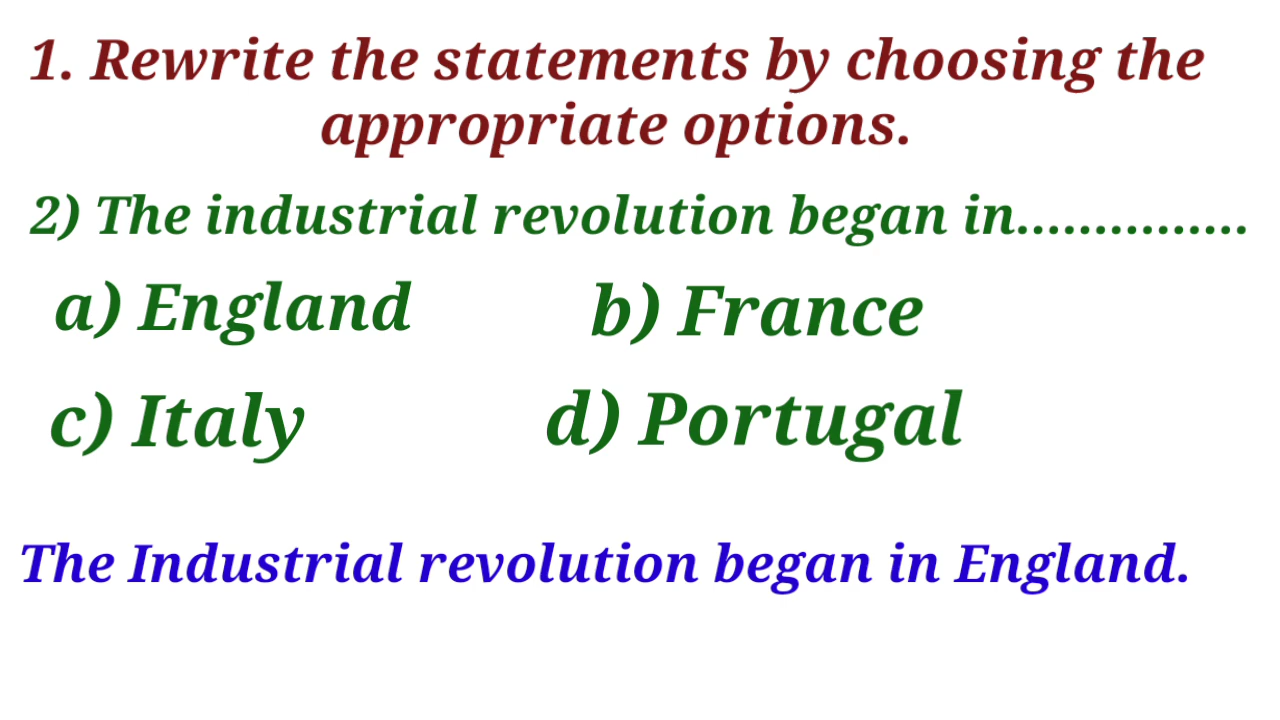 1. Rewrite the statements by choosing the
appropriate options.
2) The industrial revolution began in...............
a) England b) France
c) Italy d) Portugal
The Industrial revolution began in England.